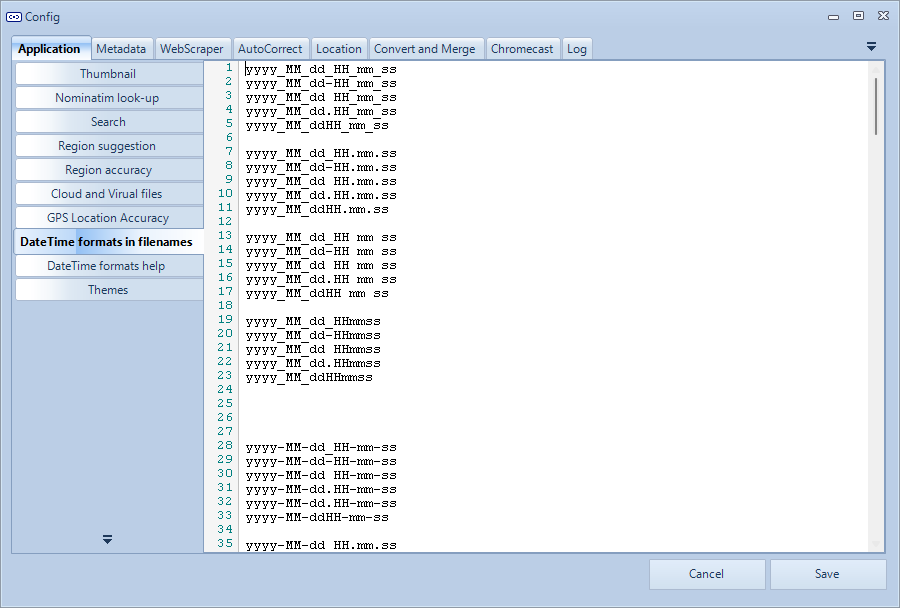 Config
Application Metadata WebScraper AutoCorrect Location Convert and Merge Chromecast Log
Thumbnail
Nominatim look-up
Search
Region suggestion
Region accuracy
Cloud and Virual files
GPS Location Accuracy
DateTime formats in filenames
DateTime formats help
Themes
1 yyyy_MM_dd_HH_mm_ss
2 yyyy_MM_dd-HH_mm_ss
3 yyyy_MM_dd HH_mm_ss
4 yyyy_MM_dd.HH_mm_ss
5 yyyy_MM_ddHH_mm_ss
6
7 yyyy_MM_dd_HH.mm.ss
8 yyyy_MM_dd-HH.mm.ss
9 yyyy_MM_dd HH.mm.ss
10 yyyy_MM_dd.HH.mm.ss
11 yyyy_MM_ddHH.mm.ss
12
13 yyyy_MM_dd_HH mm ss
14 yyyy_MM_dd-HH mm ss
15 yyyy_MM_dd HH mm ss
16 yyyy_MM_dd.HH mm ss
17 yyyy_MM_ddHH mm ss
18
19 yyyy_MM_dd_HHmmss
20 yyyy_MM_dd-HHmmss
21 yyyy_MM_dd HHmmss
22 yyyy_MM_dd.HHmmss
23 yyyy_MM_ddHHmmss
24
25
26
27
28 yyyy-MM-dd_HH-mm-ss
29 yyyy-MM-dd-HH-mm-ss
30 yyyy-MM-dd HH-mm-ss
31 yyyy-MM-dd.HH-mm-ss
32 yyyy-MM-dd.HH-mm-ss
33 yyyy-MM-ddHH-mm-ss
34
35 yyyy-MM-dd HH.mm.ss
Cancel Save